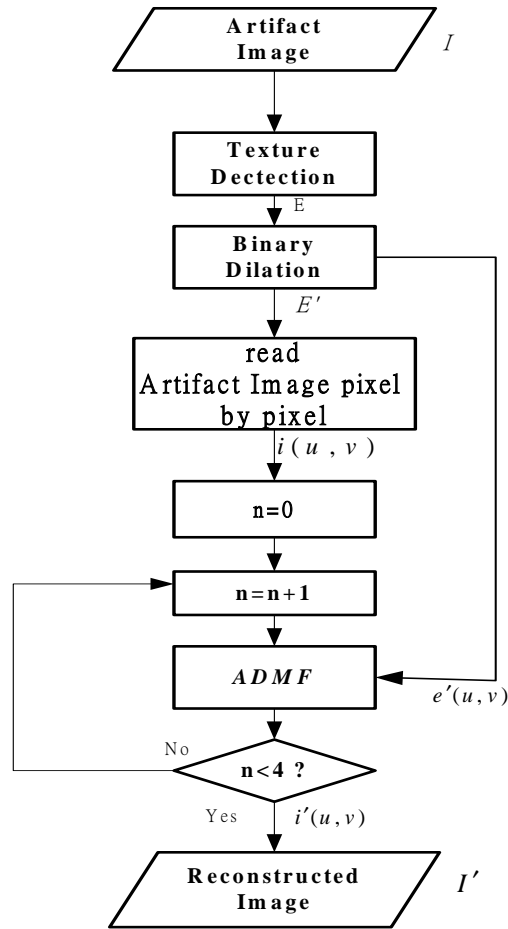 Artifact
Image
I
Texture
Dectection
E
Binary
Dilation
E′
read
Artifact Image pixel
by pixel
i(u,v)
n=0
n=n+1
ADMF
e′(u,v)
No
n<4 ?
Yes
i′(u,v)
Reconstructed
Image
I′